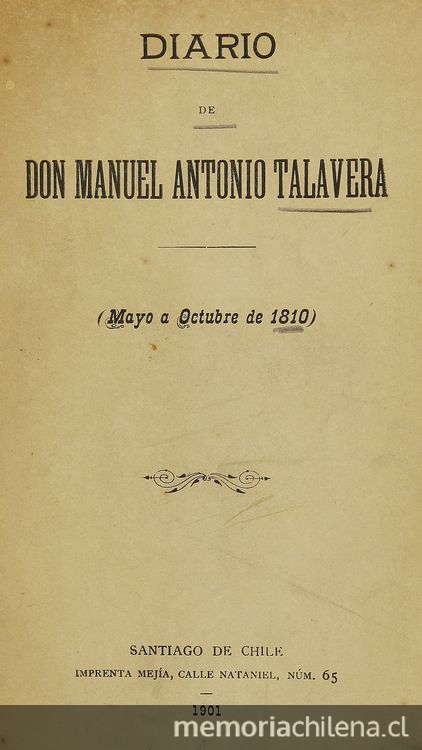 DIARIO
DE
DON MANUEL ANTONIO TALAVERA
(Mayo a Octubre de 1810)
SANTIAGO DE CHILE
IMPRENTA MEJÍA, CALLE NATANIEL, NÚM. 65
1901
memoriachilena.cl